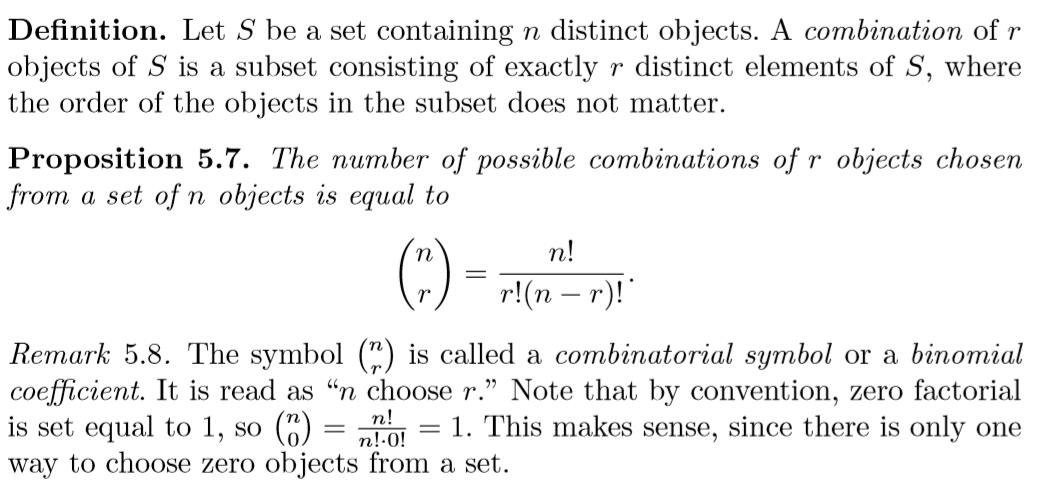 Definition. Let S be a set containing n distinct objects. A combination of r
objects of S is a subset consisting of exactly r distinct elements of S, where
the order of the objects in the subset does not matter.
Proposition 5.7. The number of possible combinations of r objects chosen
from a set of n objects is equal to
\binom{n}{r} = \frac{n!}{r!(n − r)!}.
Remark 5.8. The symbol \binom{n}{r} is called a combinatorial symbol or a binomial
coefficient. It is read as “n choose r.” Note that by convention, zero factorial
is set equal to 1, so \binom{n}{0} = \frac{n!}{n!·0!} = 1. This makes sense, since there is only one
way to choose zero objects from a set.